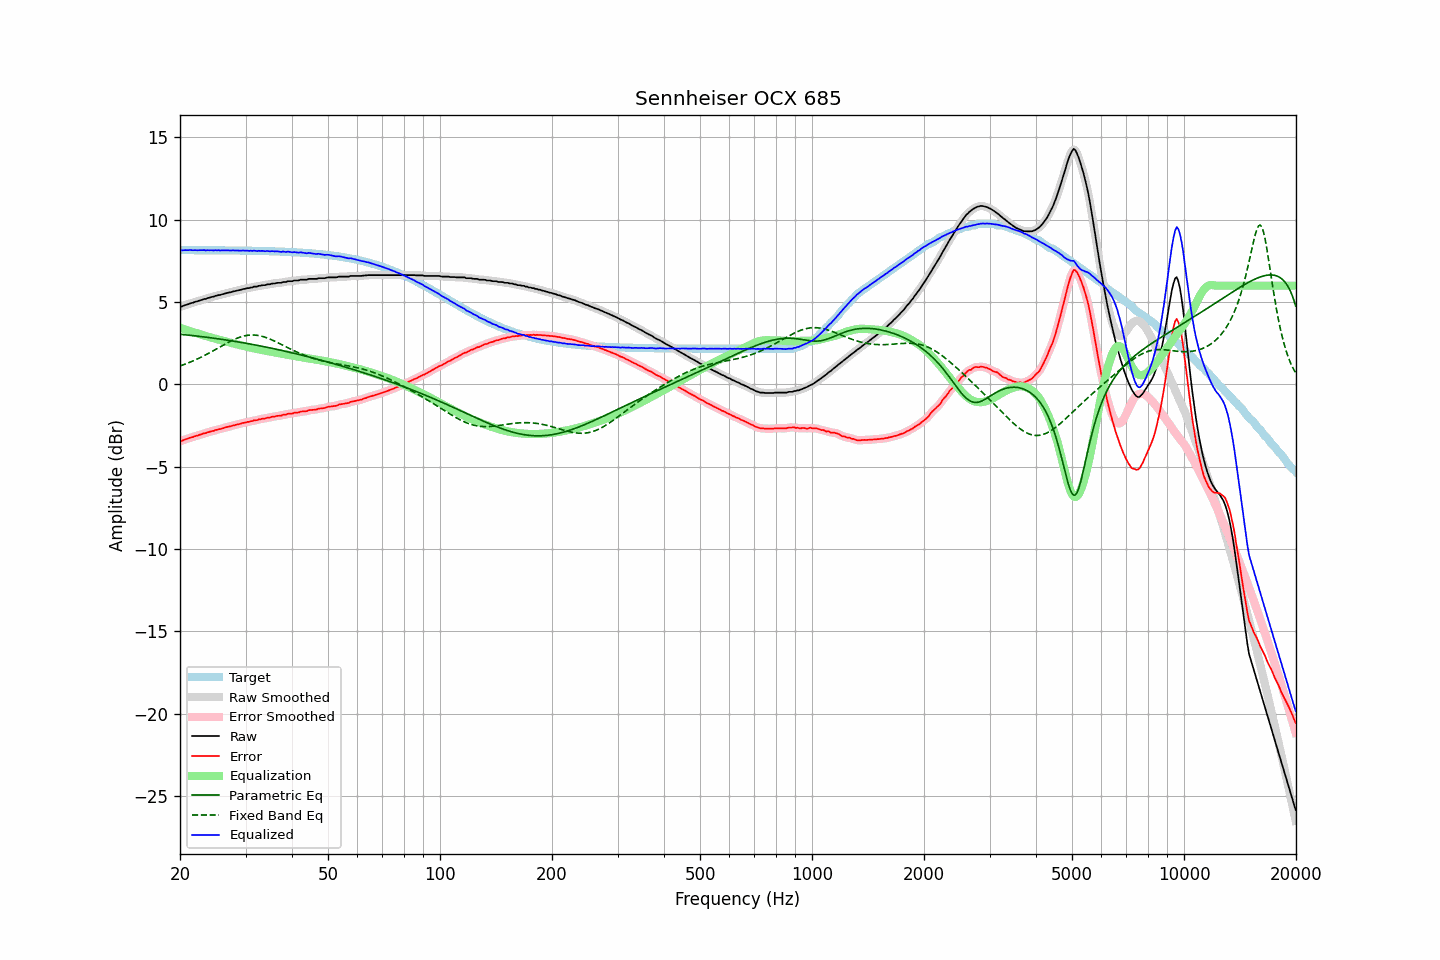 Sennheiser OCX 685
Amplitude (dBr)
15
10
5
0
−5
−10
−15
−20
−25
Target
Raw Smoothed
Error Smoothed
Raw
Error
Equalization
Parametric Eq
Fixed Band Eq
Equalized
20 50 100 200 500 1000 2000 5000 10000 20000
Frequency (Hz)